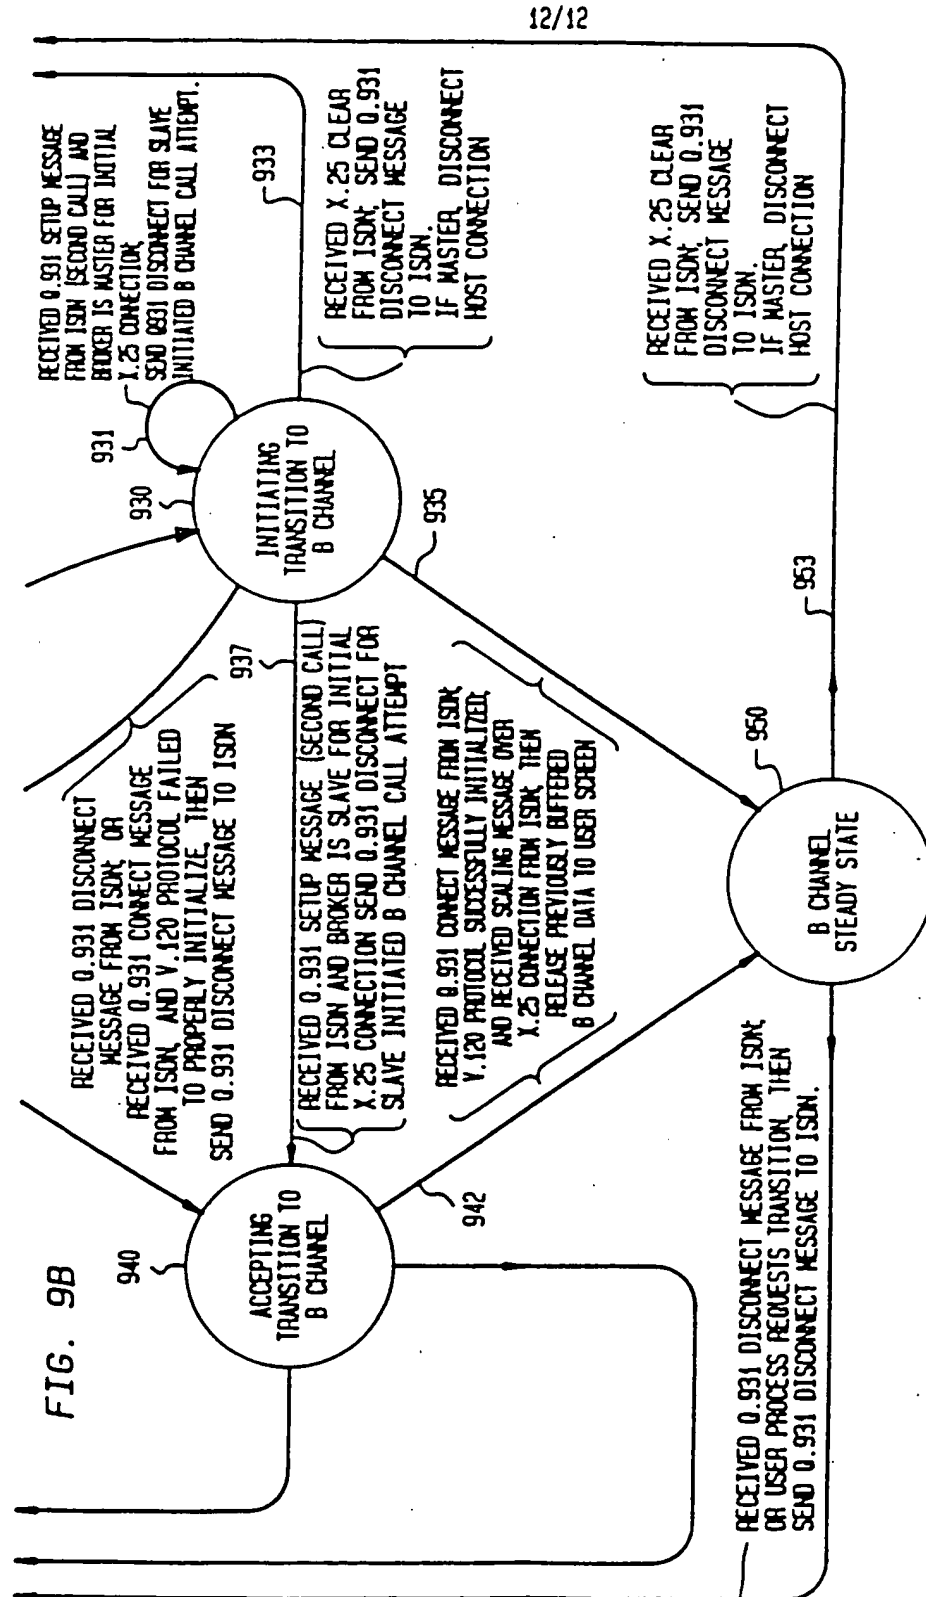 12/12
FIG. 9B
RECEIVED Q.931 SETUP MESSAGE
FROM ISDN (SECOND CALL) AND
BROKER IS MASTER FOR INITIAL
X.25 CONNECTION,
SEND Q931 DISCONNECT FOR SLAVE
INITIATED B CHANNEL CALL ATTEMPT.
931
930
INITIATING
TRANSITION TO
B CHANNEL
933
RECEIVED X.25 CLEAR
FROM ISDN; SEND Q.931
DISCONNECT MESSAGE
TO ISDN.
IF MASTER, DISCONNECT
HOST CONNECTION
RECEIVED Q.931 DISCONNECT
MESSAGE FROM ISDN; OR
RECEIVED Q.931 CONNECT MESSAGE
FROM ISDN, AND V.120 PROTOCOL FAILED
TO PROPERLY INITIALIZE, THEN
SEND Q.931 DISCONNECT MESSAGE TO ISDN
937
RECEIVED Q.931 SETUP MESSAGE (SECOND CALL)
FROM ISDN AND BROKER IS SLAVE FOR INITIAL
X.25 CONNECTION SEND Q.931 DISCONNECT FOR
SLAVE INITIATED B CHANNEL CALL ATTEMPT
940
ACCEPTING
TRANSITION TO
B CHANNEL
935
942
RECEIVED Q.931 CONNECT MESSAGE FROM ISDN;
V.120 PROTOCOL SUCCESSFULLY INITIALIZED;
AND RECEIVED SCALING MESSAGE OVER
X.25 CONNECTION FROM ISDN; THEN
RELEASE PREVIOUSLY BUFFERED
B CHANNEL DATA TO USER SCREEN
RECEIVED X.25 CLEAR
FROM ISDN; SEND Q.931
DISCONNECT MESSAGE
TO ISDN.
IF MASTER, DISCONNECT
HOST CONNECTION
953
950
B CHANNEL
STEADY STATE
RECEIVED Q.931 DISCONNECT MESSAGE FROM ISDN;
OR USER PROCESS REQUESTS TRANSITION, THEN
SEND Q.931 DISCONNECT MESSAGE TO ISDN.